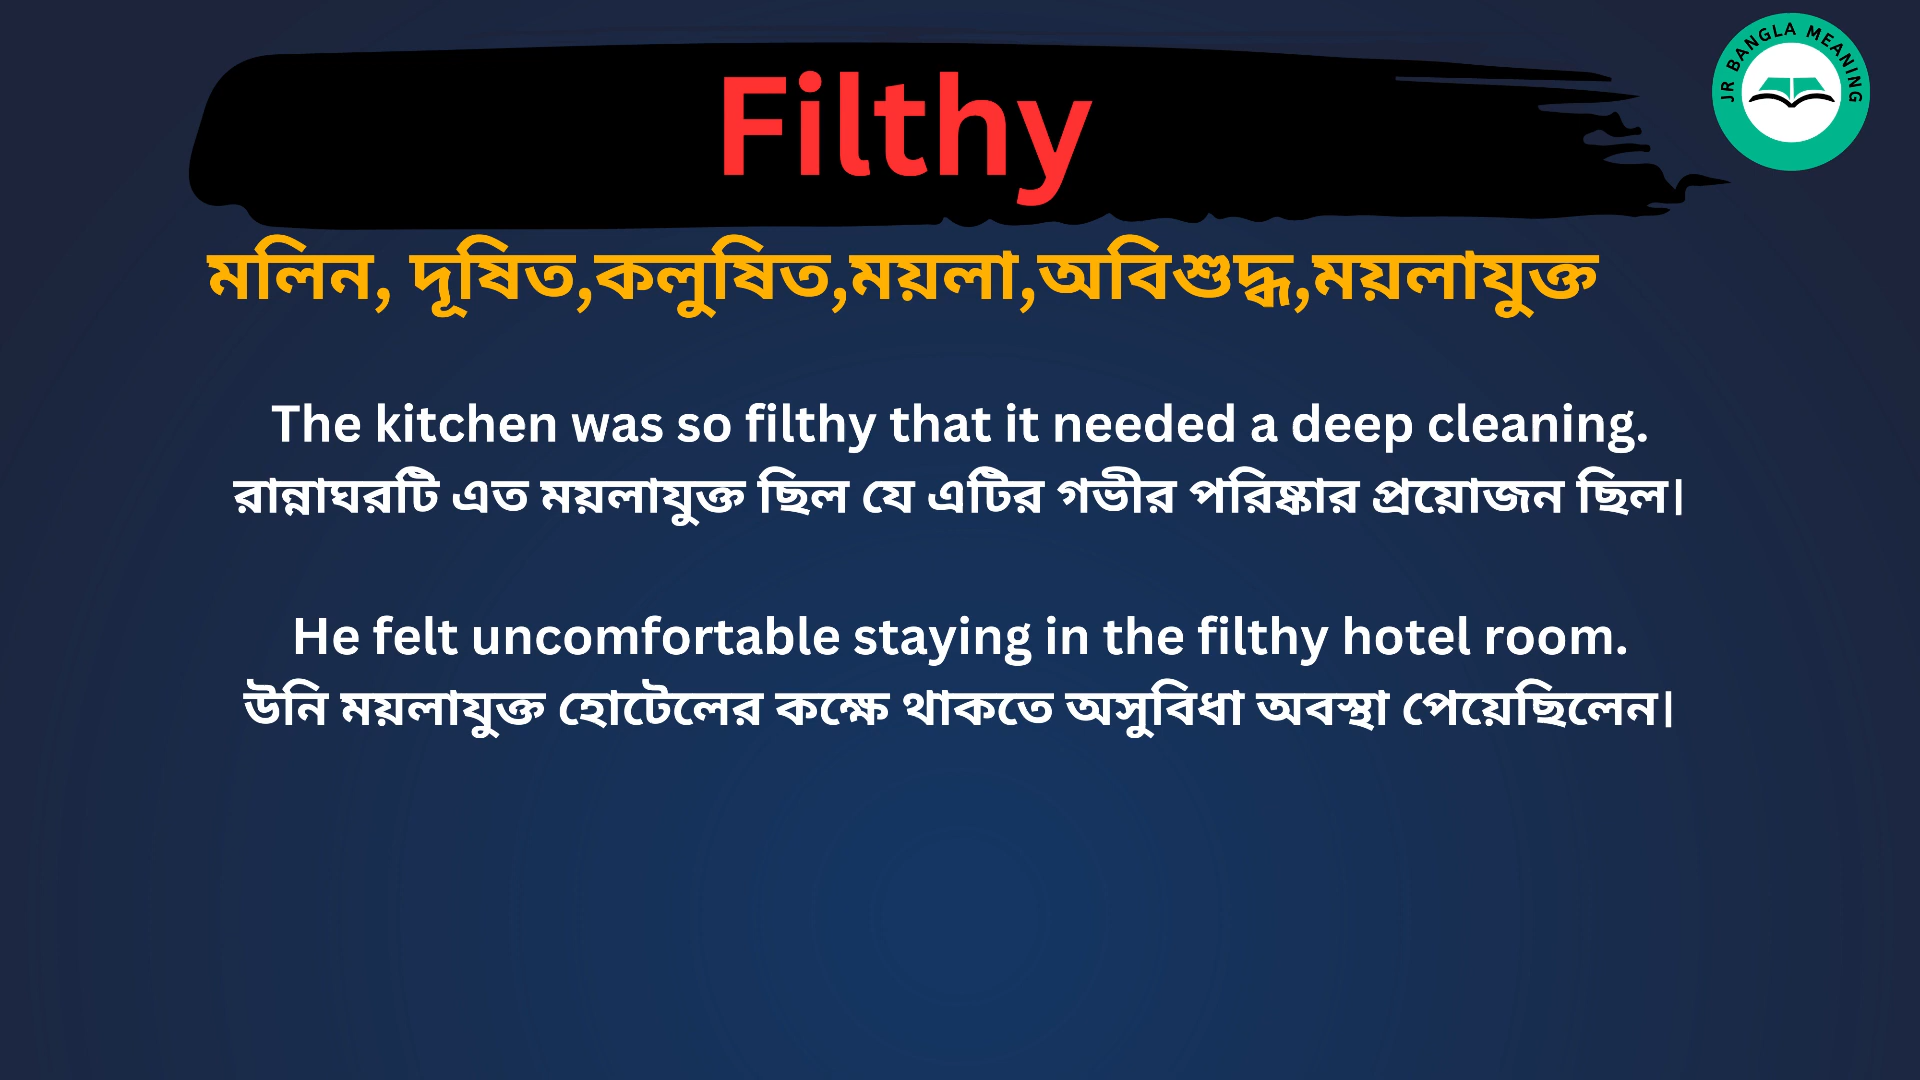 JR BANGLA MEANING
Filthy
মলিন, দূষিত,কলুষিত,ময়লা,অবিশুদ্ধ,ময়লাযুক্ত
The kitchen was so filthy that it needed a deep cleaning.
রান্নাঘরটি এত ময়লাযুক্ত ছিল যে এটির গভীর পরিষ্কার প্রয়োজন ছিল।
He felt uncomfortable staying in the filthy hotel room.
উনি ময়লাযুক্ত হোটেলের কক্ষে থাকতে অসুবিধা অবস্থা পেয়েছিলেন।